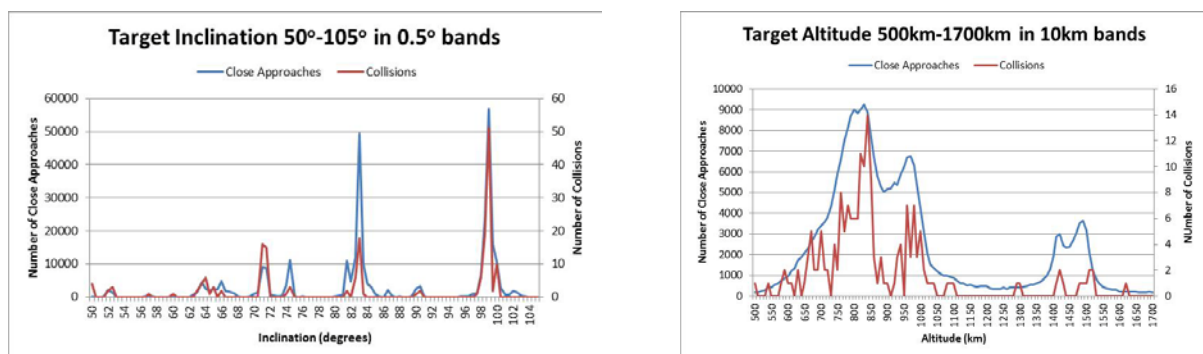 Target Inclination 50°-105° in 0.5° bands
Close Approaches Collisions
Number of Close Approaches
60000
50000
40000
30000
20000
10000
0
60
50
40
30
20
10
0
Number of Collisions
50 52 54 56 58 60 62 64 66 68 70 72 74 76 78 80 82 84 86 88 90 92 94 96 98 100 102 104
Inclination (degrees)
Target Altitude 500km-1700km in 10km bands
Close Approaches Collisions
Number of Close Approaches
10000
9000
8000
7000
6000
5000
4000
3000
2000
1000
0
16
14
12
10
8
6
4
2
0
NUmber of Collisions
500 550 600 650 700 750 800 850 900 950 1000 1050 1100 1150 1200 1250 1300 1350 1400 1450 1500 1550 1600 1650 1700
Altitude (km)